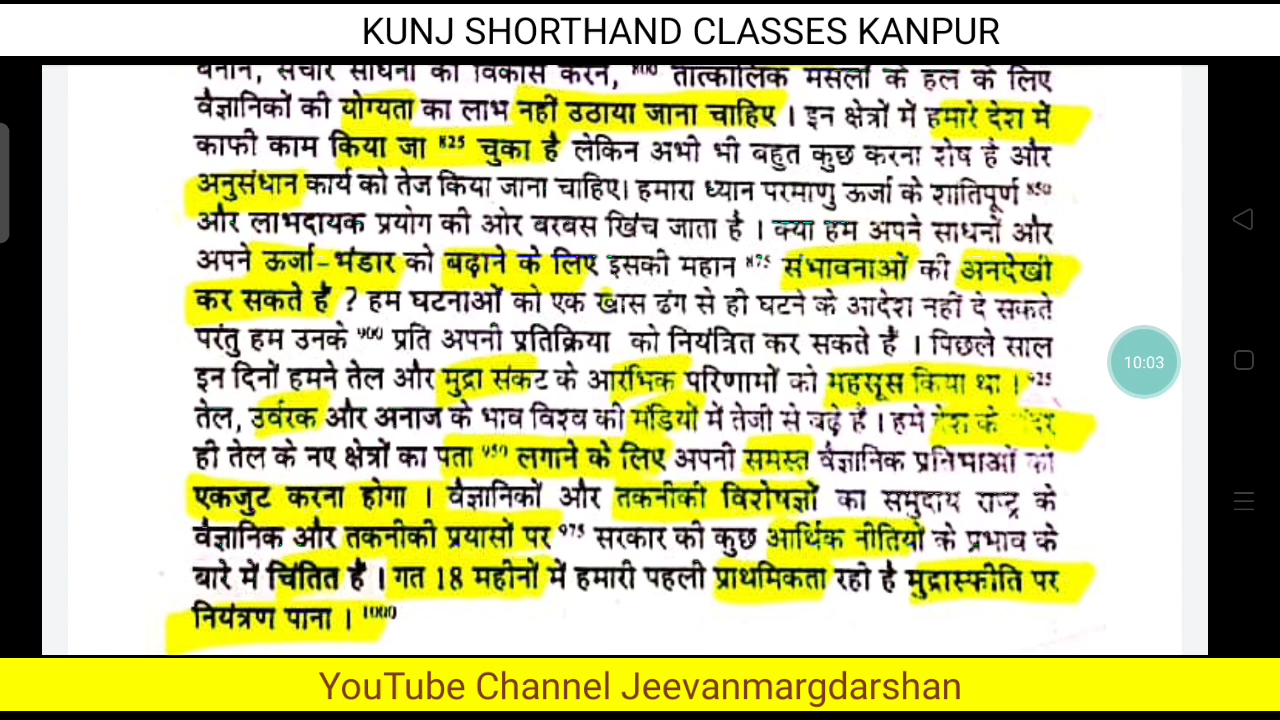 KUNJ SHORTHAND CLASSES KANPUR
बनाने, संचार साधनों का विकास करने, 800 तात्कालिक मसलों के हल के लिए
वैज्ञानिकों की योग्यता का लाभ नहीं उठाया जाना चाहिए । इन क्षेत्रों में हमारे देश में
काफी काम किया जा 825 चुका है लेकिन अभी भी बहुत कुछ करना शेष है और
अनुसंधान कार्य को तेज किया जाना चाहिए। हमारा ध्यान परमाणु ऊर्जा के शांतिपूर्ण 850
और लाभदायक प्रयोग की ओर बरबस खिंच जाता है । क्या हम अपने साधनों और
अपने ऊर्जा-भंडार को बढ़ाने के लिए इसकी महान 875 संभावनाओं की अनदेखी
कर सकते हैं ? हम घटनाओं को एक खास ढंग से ही घटने के आदेश नहीं दे सकते
परंतु हम उनके 900 प्रति अपनी प्रतिक्रिया को नियंत्रित कर सकते हैं । पिछले साल
इन दिनों हमने तेल और मुद्रा संकट के आरंभिक परिणामों को महसूस किया था । 925
तेल, उर्वरक और अनाज के भाव विश्व की मंडियों में तेजी से बढ़े हैं । हमें देश के
ही तेल के नए क्षेत्रों का पता 950 लगाने के लिए अपनी समस्त वैज्ञानिक प्रतिभाओं को
एकजुट करना होगा । वैज्ञानिकों और तकनीकी विशेषज्ञों का समुदाय राष्ट्र के
वैज्ञानिक और तकनीकी प्रयासों पर 975 सरकार की कुछ आर्थिक नीतियों के प्रभाव के
बारे में चिंतित है । गत 18 महीनों में हमारी पहली प्राथमिकता रही है मुद्रास्फीति पर
नियंत्रण पाना । 1000
10:03
YouTube Channel Jeevanmargdarshan